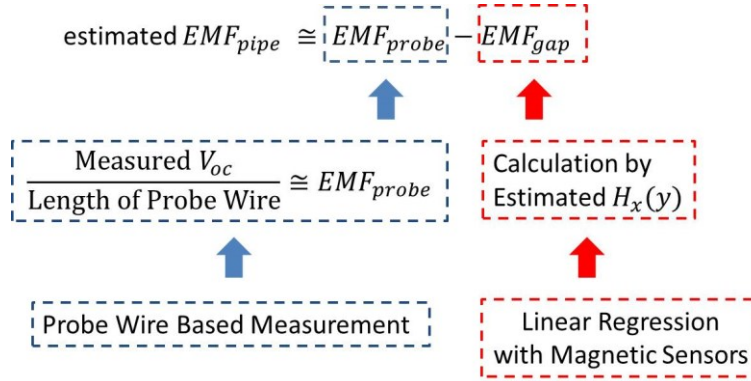 estimated EMF_pipe ≅ EMF_probe − EMF_gap
Measured V_oc
Length of Probe Wire
≅ EMF_probe
Calculation by
Estimated H_x(y)
Probe Wire Based Measurement
Linear Regression
with Magnetic Sensors